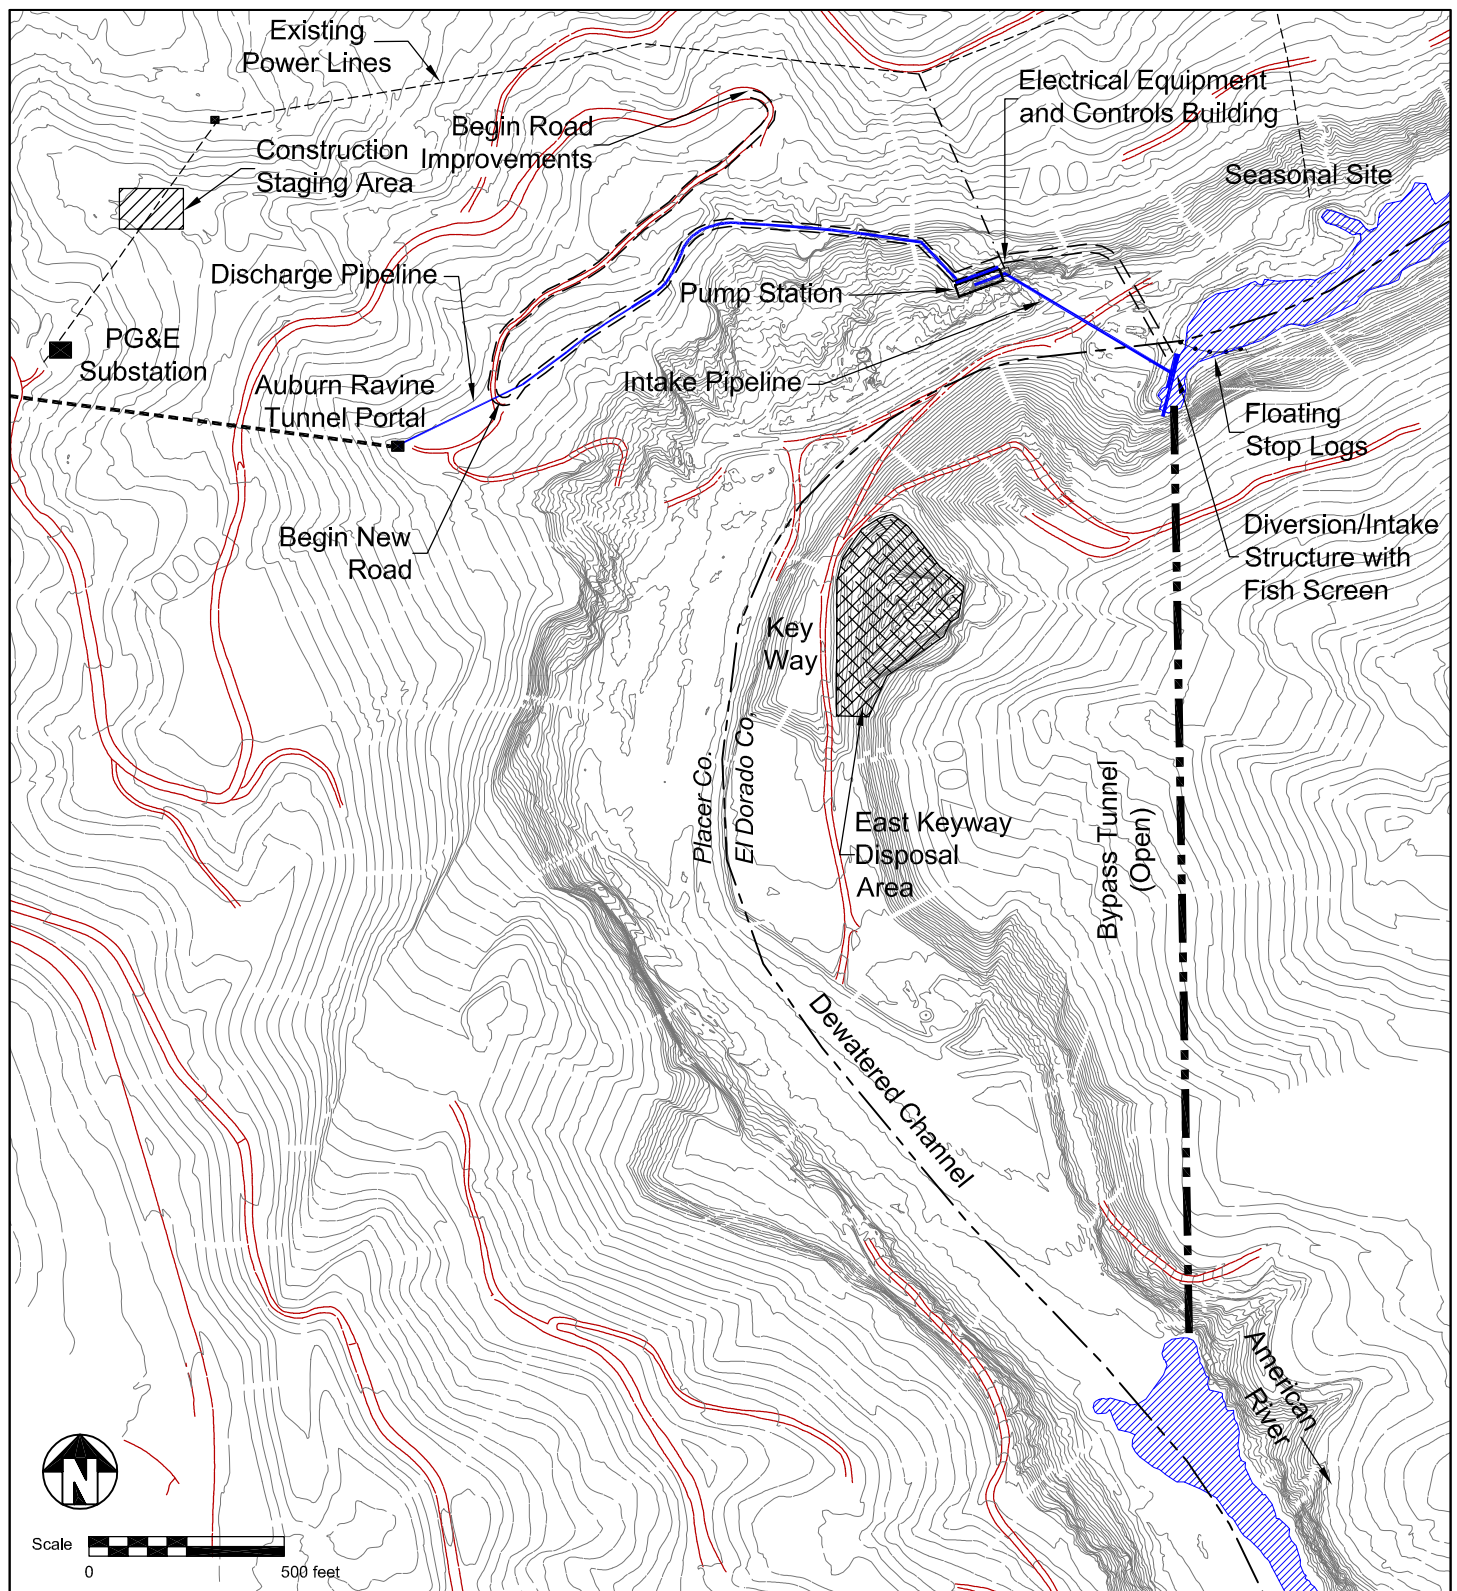 Existing
Power Lines
Electrical Equipment
and Controls Building
Begin Road
Improvements
Construction
Staging Area
700
Seasonal Site
Discharge Pipeline
Pump Station
PG&E
Substation
Auburn Ravine
Tunnel Portal
Intake Pipeline
Floating
Stop Logs
Begin New
Road
Diversion/Intake
Structure with
Fish Screen
Key
Way
Placer Co.
El Dorado Co.
East Keyway
Disposal
Area
Bypass Tunnel
(Open)
Dewatered Channel
American
River
N
Scale
0
500 feet